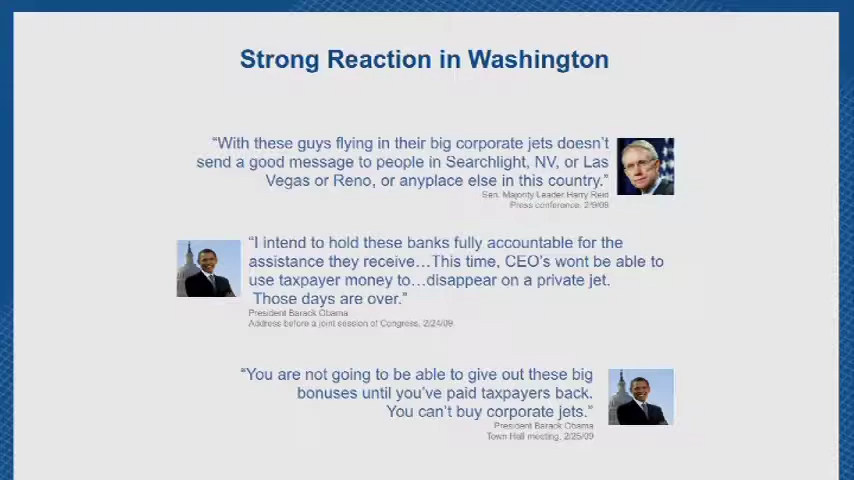 Strong Reaction in Washington
“With these guys flying in their big corporate jets doesn’t
send a good message to people in Searchlight, NV, or Las
Vegas or Reno, or anyplace else in this country.”
Sen. Majority Leader Harry Reid
Press conference, 2/9/09
“I intend to hold these banks fully accountable for the
assistance they receive…This time, CEO’s wont be able to
use taxpayer money to…disappear on a private jet.
Those days are over.”
President Barack Obama
Address before a joint session of Congress, 2/24/09
“You are not going to be able to give out these big
bonuses until you’ve paid taxpayers back.
You can’t buy corporate jets.”
President Barack Obama
Town Hall meeting, 2/25/09